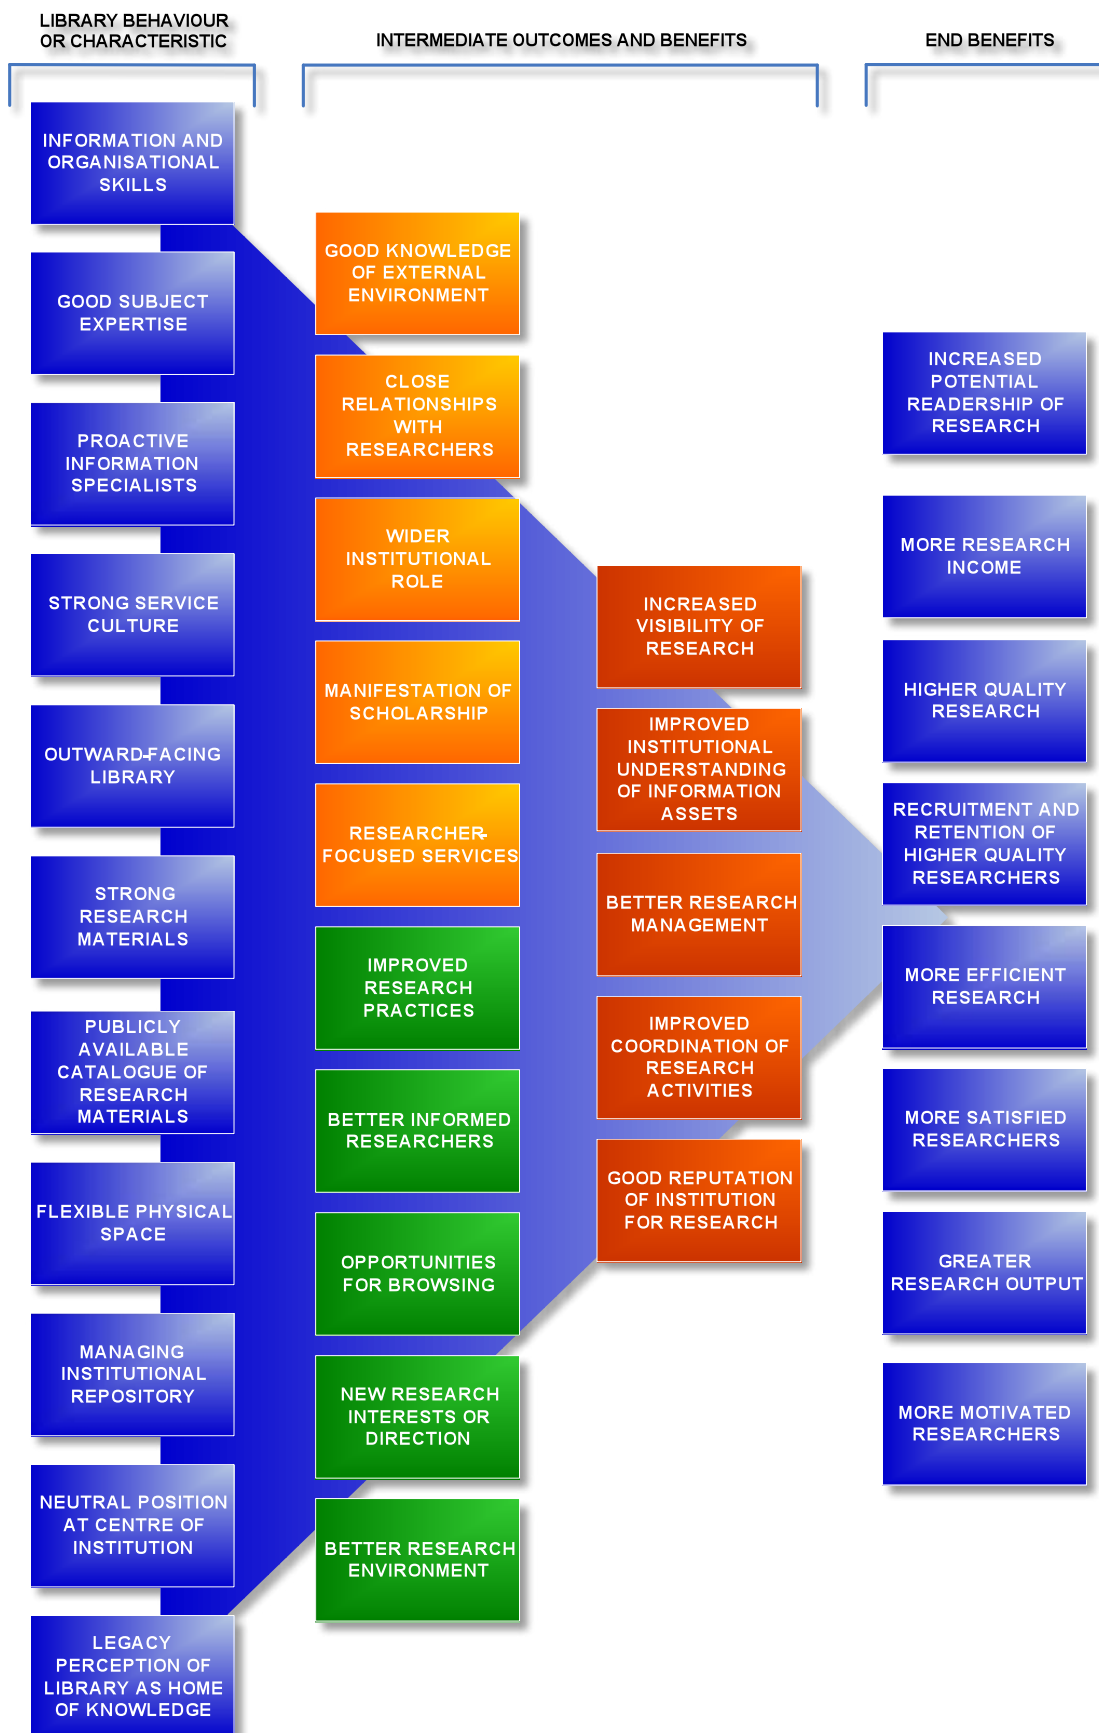 LIBRARY BEHAVIOUR
OR CHARACTERISTIC
INTERMEDIATE OUTCOMES AND BENEFITS
END BENEFITS
INFORMATION AND
ORGANISATIONAL
SKILLS
GOOD SUBJECT
EXPERTISE
PROACTIVE
INFORMATION
SPECIALISTS
STRONG SERVICE
CULTURE
OUTWARD-FACING
LIBRARY
STRONG
RESEARCH
MATERIALS
PUBLICLY
AVAILABLE
CATALOGUE OF
RESEARCH
MATERIALS
FLEXIBLE PHYSICAL
SPACE
MANAGING
INSTITUTIONAL
REPOSITORY
NEUTRAL POSITION
AT CENTRE OF
INSTITUTION
LEGACY
PERCEPTION OF
LIBRARY AS HOME
OF KNOWLEDGE
GOOD KNOWLEDGE
OF EXTERNAL
ENVIRONMENT
CLOSE
RELATIONSHIPS
WITH
RESEARCHERS
WIDER
INSTITUTIONAL
ROLE
MANIFESTATION OF
SCHOLARSHIP
RESEARCHER-
FOCUSED SERVICES
IMPROVED
RESEARCH
PRACTICES
BETTER INFORMED
RESEARCHERS
OPPORTUNITIES
FOR BROWSING
NEW RESEARCH
INTERESTS OR
DIRECTION
BETTER RESEARCH
ENVIRONMENT
INCREASED
VISIBILITY OF
RESEARCH
IMPROVED
INSTITUTIONAL
UNDERSTANDING
OF INFORMATION
ASSETS
BETTER RESEARCH
MANAGEMENT
IMPROVED
COORDINATION OF
RESEARCH
ACTIVITIES
GOOD REPUTATION
OF INSTITUTION
FOR RESEARCH
INCREASED
POTENTIAL
READERSHIP OF
RESEARCH
MORE RESEARCH
INCOME
HIGHER QUALITY
RESEARCH
RECRUITMENT AND
RETENTION OF
HIGHER QUALITY
RESEARCHERS
MORE EFFICIENT
RESEARCH
MORE SATISFIED
RESEARCHERS
GREATER
RESEARCH OUTPUT
MORE MOTIVATED
RESEARCHERS